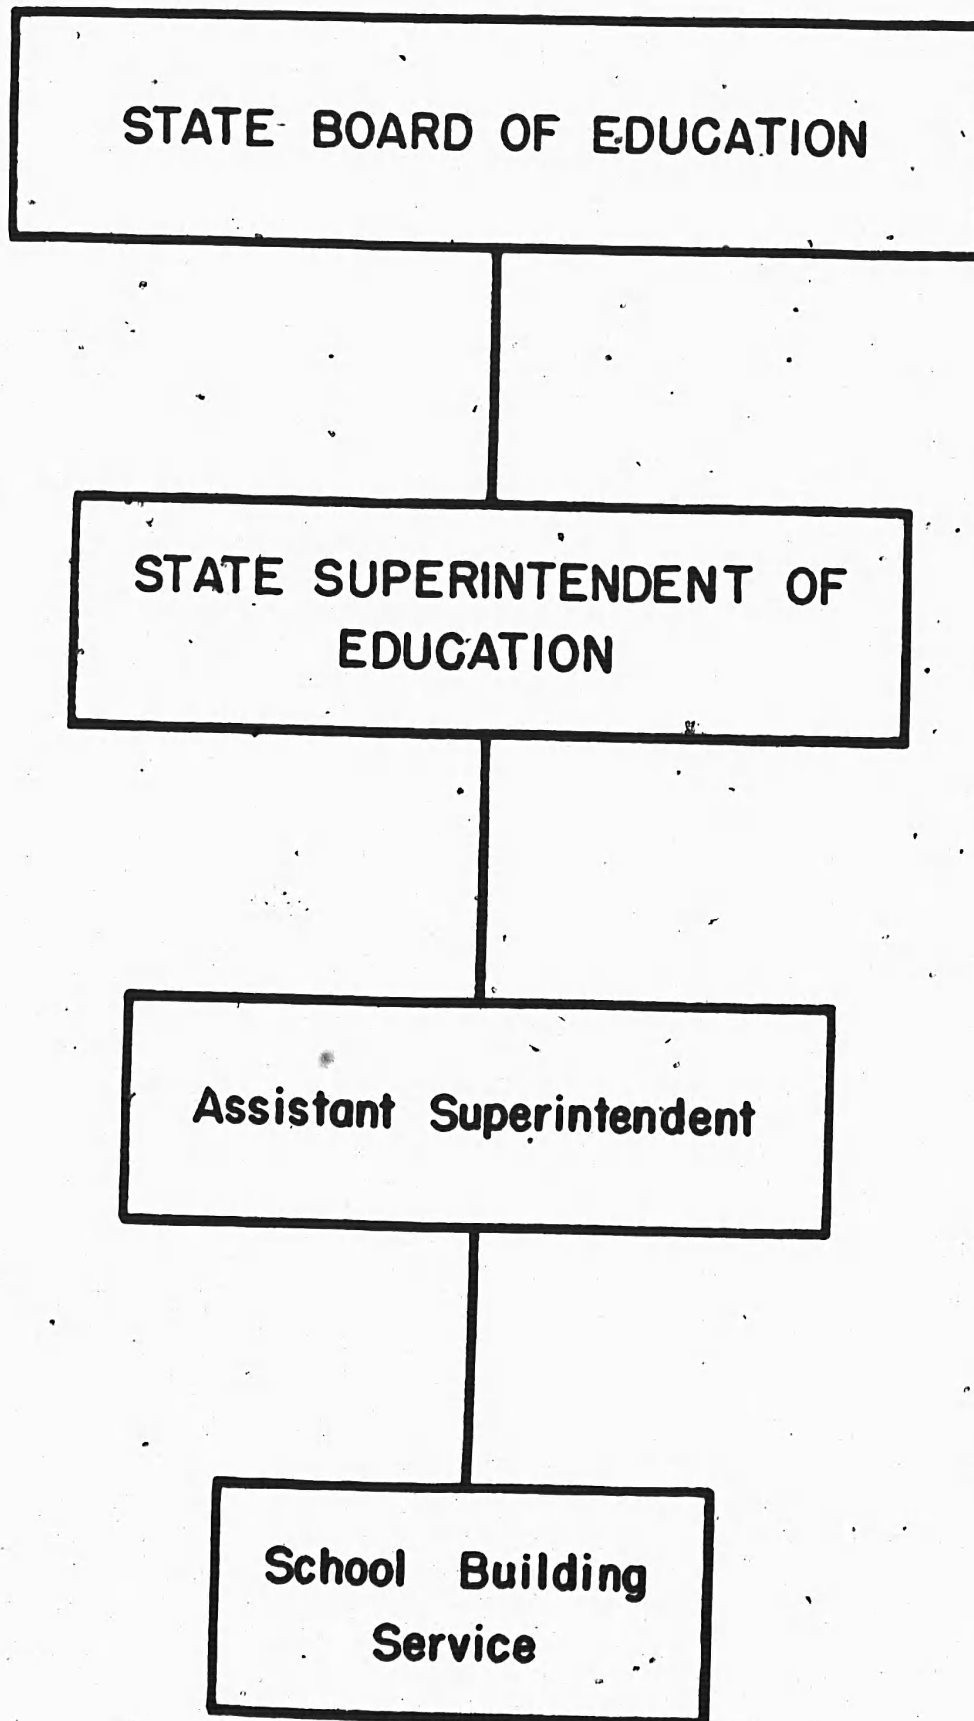 STATE BOARD OF EDUCATION
STATE SUPERINTENDENT OF
EDUCATION
Assistant Superintendent
School Building
Service